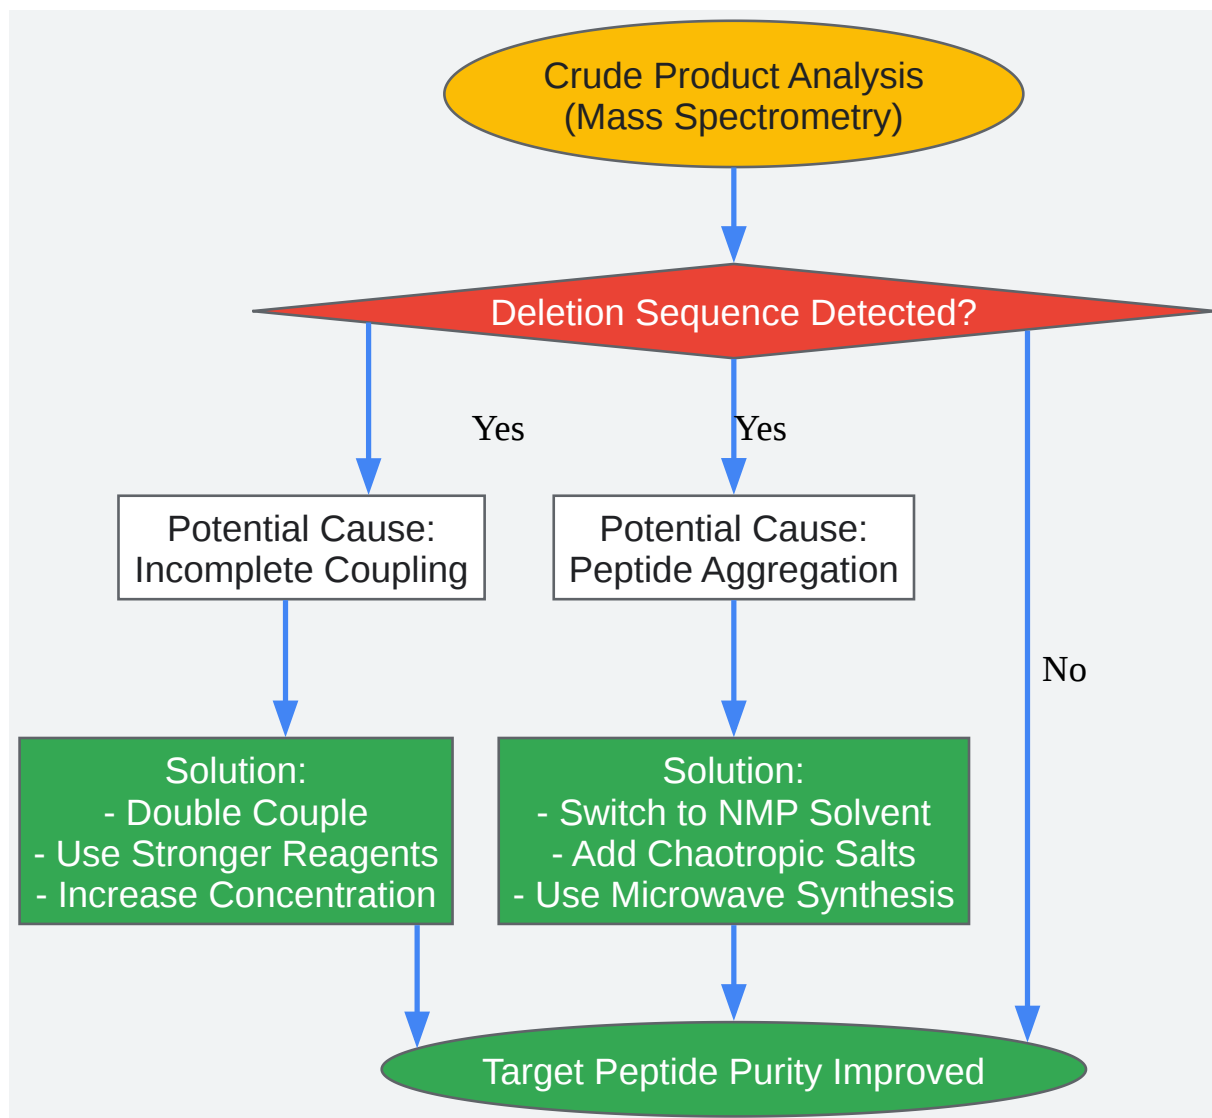 Crude Product Analysis
(Mass Spectrometry)
Deletion Sequence Detected?
Yes
Yes
Potential Cause:
Incomplete Coupling
Potential Cause:
Peptide Aggregation
No
Solution:
- Double Couple
- Use Stronger Reagents
- Increase Concentration
Solution:
- Switch to NMP Solvent
- Add Chaotropic Salts
- Use Microwave Synthesis
Target Peptide Purity Improved